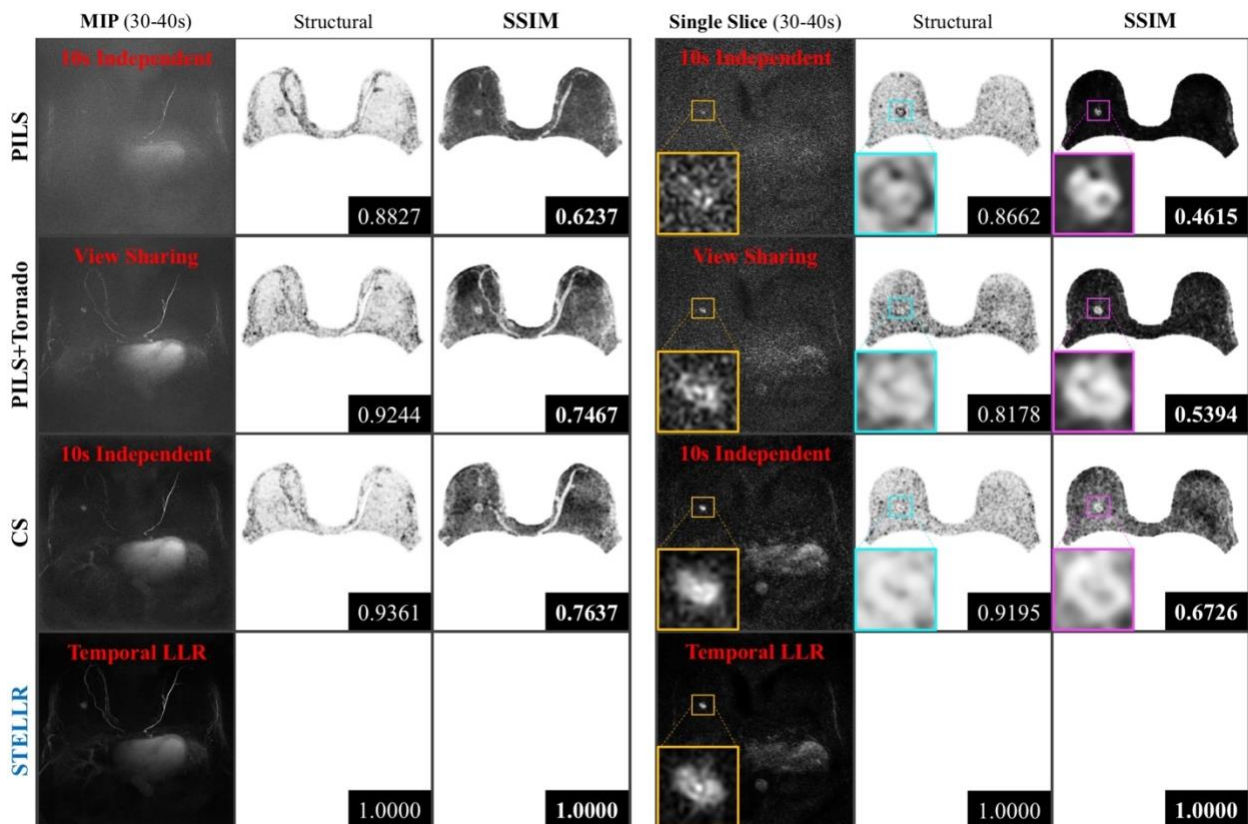 MIP (30-40s) Structural SSIM Single Slice (30-40s) Structural SSIM
PILS
10s Independent 10s Independent
0.8827 0.6237 0.8662 0.4615
PILS+Tornado
View Sharing View Sharing
0.9244 0.7467 0.8178 0.5394
CS
10s Independent 10s Independent
0.9361 0.7637 0.9195 0.6726
STELLR
Temporal LLR Temporal LLR
1.0000 1.0000 1.0000 1.0000